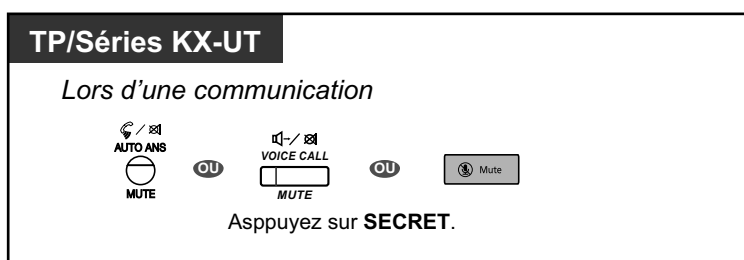 TP/Séries KX-UT
Lors d’une communication
AUTO ANS
MUTE
OU
VOICE CALL
MUTE
OU
Mute
Asppuyez sur SECRET.